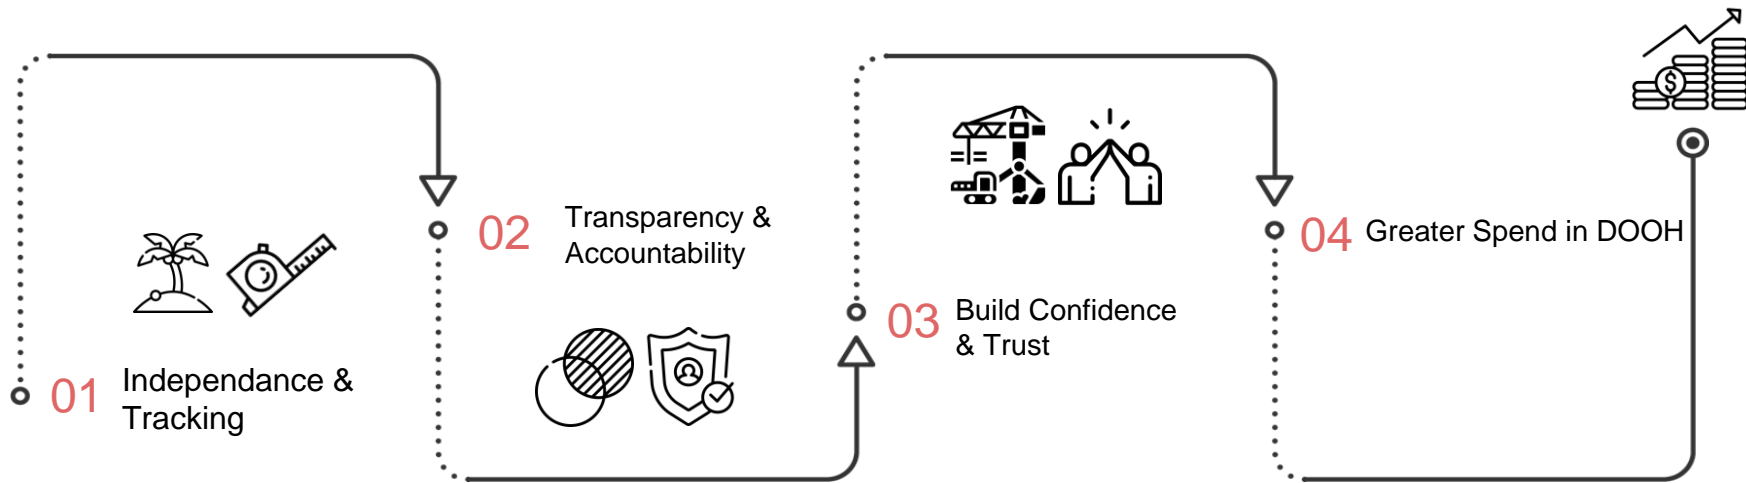 01
Independance &
Tracking
02
Transparency &
Accountability
03
Build Confidence
& Trust
04
Greater Spend in DOOH
$